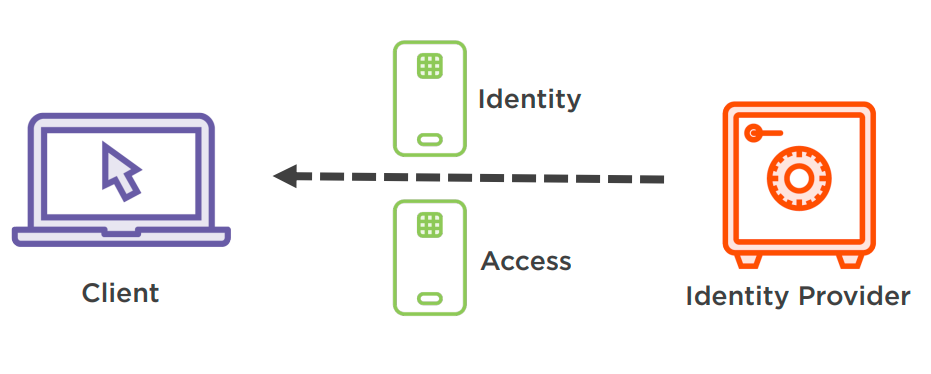 Identity
Access
Client
Identity Provider